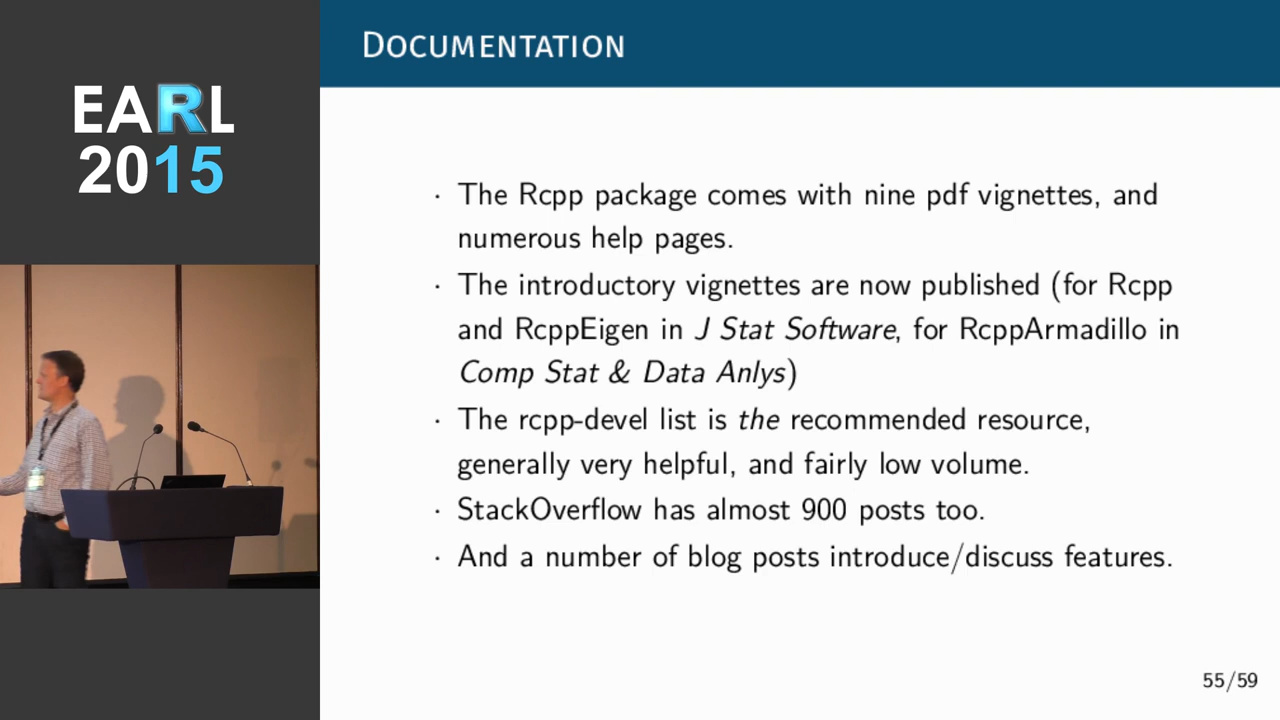 EARL
2015
DOCUMENTATION
· The Rcpp package comes with nine pdf vignettes, and
numerous help pages.
· The introductory vignettes are now published (for Rcpp
and RcppEigen in J Stat Software, for RcppArmadillo in
Comp Stat & Data Anlys)
· The rcpp-devel list is the recommended resource,
generally very helpful, and fairly low volume.
· StackOverflow has almost 900 posts too.
· And a number of blog posts introduce/discuss features.
55/59